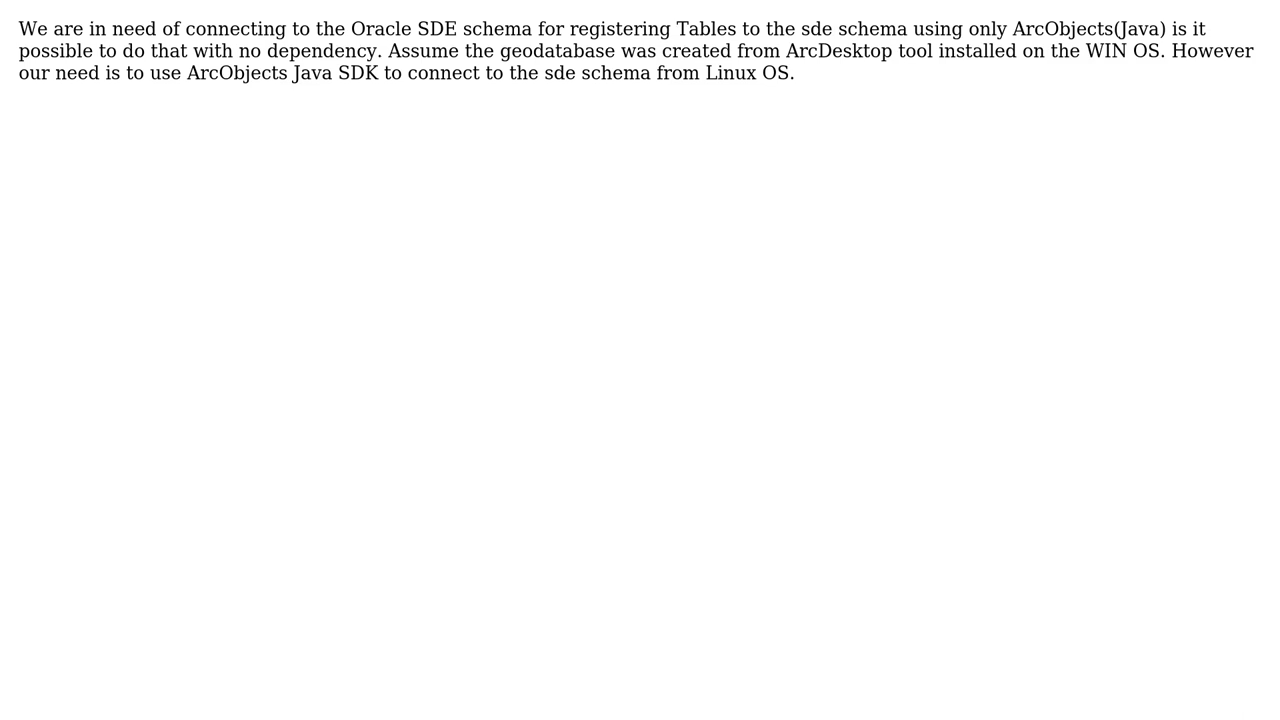 We are in need of connecting to the Oracle SDE schema for registering Tables to the sde schema using only ArcObjects(Java) is it
possible to do that with no dependency. Assume the geodatabase was created from ArcDesktop tool installed on the WIN OS. However
our need is to use ArcObjects Java SDK to connect to the sde schema from Linux OS.